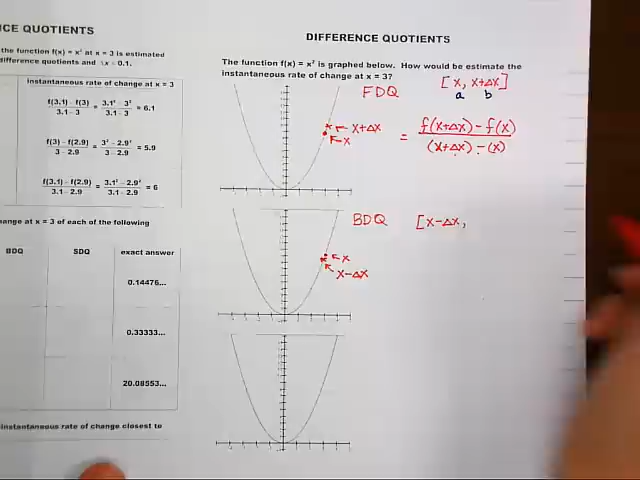 CE QUOTIENTS
the function f(x) = x² at x = 3 is estimated
difference quotients and Δx = 0.1.
instantaneous rate of change at x = 3
f(3.1) – f(3) / 3.1 – 3 = 3.1² – 3² / 3.1 – 3 = 6.1
f(3) – f(2.9) / 3 – 2.9 = 3² – 2.9² / 3 – 2.9 = 5.9
f(3.1) – f(2.9) / 3.1 – 2.9 = 3.1² – 2.9² / 3.1 – 2.9 = 6
ange at x = 3 of each of the following
BDQ SDQ exact answer
0.14476...
0.33333...
20.08553...
instantaneous rate of change closest to
DIFFERENCE QUOTIENTS
The function f(x) = x² is graphed below. How would be estimate the
instantaneous rate of change at x = 3?
FDQ [x, x+Δx]
a b
x+Δx
x
= f(x+Δx) – f(x) / (x+Δx) – (x)
BDQ [x–Δx,
x
x–Δx